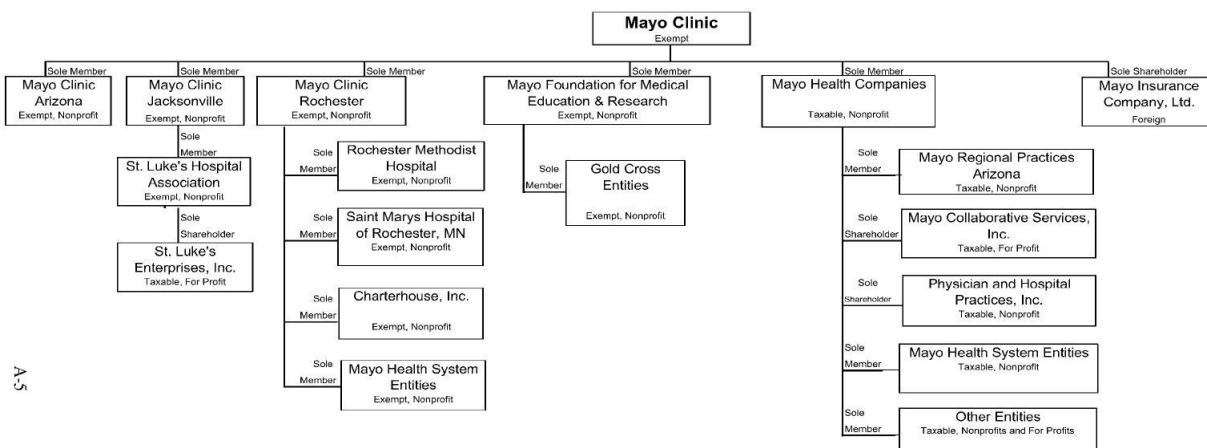 Mayo Clinic
Exempt
Sole Member
Mayo Clinic
Arizona
Exempt, Nonprofit
Sole Member
Mayo Clinic
Jacksonville
Exempt, Nonprofit
Sole
Member
St. Luke's Hospital
Association
Exempt, Nonprofit
Sole
Shareholder
St. Luke's
Enterprises, Inc.
Taxable, For Profit
Sole Member
Mayo Clinic
Rochester
Exempt, Nonprofit
Sole
Member
Rochester Methodist
Hospital
Exempt, Nonprofit
Sole
Member
Saint Marys Hospital
of Rochester, MN
Exempt, Nonprofit
Sole
Member
Charterhouse, Inc.
Exempt, Nonprofit
Sole
Member
Mayo Health System
Entities
Exempt, Nonprofit
Sole Member
Mayo Foundation for Medical
Education & Research
Exempt, Nonprofit
Sole
Member
Gold Cross
Entities
Exempt, Nonprofit
Sole Member
Mayo Health Companies
Taxable, Nonprofit
Sole
Member
Mayo Regional Practices
Arizona
Taxable, Nonprofit
Sole
Shareholder
Mayo Collaborative Services,
Inc.
Taxable, For Profit
Sole
Shareholder
Physician and Hospital
Practices, Inc.
Taxable, Nonprofit
Sole
Member
Mayo Health System Entities
Taxable, Nonprofit
Sole
Member
Other Entities
Taxable, Nonprofits and For Profits
Sole Shareholder
Mayo Insurance
Company, Ltd.
Foreign
A-5